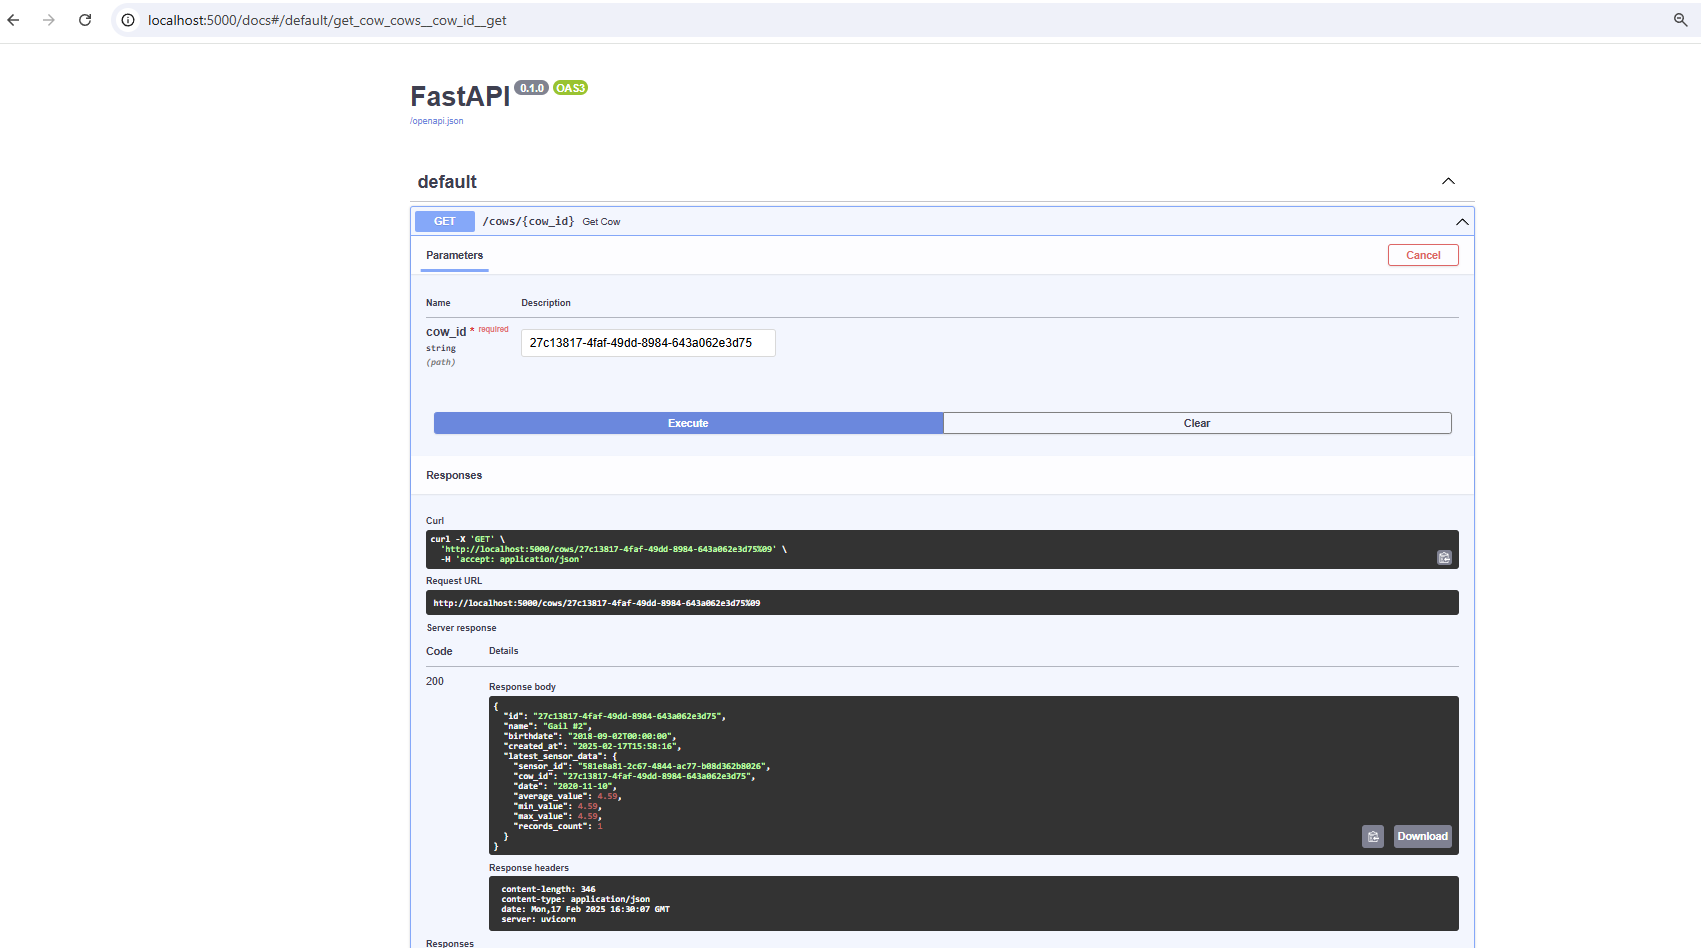 localhost:5000/docs#/default/get_cow_cows__cow_id__get
FastAPI 0.1.0 OAS3
/openapi.json
default
GET /cows/{cow_id} Get Cow
Parameters
Cancel
Name Description
cow_id * required
string
(path)
27c13817-4faf-49dd-8984-643a062e3d75
Execute
Clear
Responses
Curl
curl -X 'GET' \
'http://localhost:5000/cows/27c13817-4faf-49dd-8984-643a062e3d75%09' \
-H 'accept: application/json'
Request URL
http://localhost:5000/cows/27c13817-4faf-49dd-8984-643a062e3d75%09
Server response
Code Details
200
Response body
{
"id": "27c13817-4faf-49dd-8984-643a062e3d75",
"name": "Gail #2",
"birthdate": "2018-09-02T00:00:00",
"created_at": "2025-02-17T15:58:16",
"latest_sensor_data": {
"sensor_id": "581e8a81-2c67-4844-ac77-b08d362b8026",
"cow_id": "27c13817-4faf-49dd-8984-643a062e3d75",
"date": "2020-11-10",
"average_value": 4.59,
"min_value": 4.59,
"max_value": 4.59,
"records_count": 1
}
}
Download
Response headers
content-length: 346
content-type: application/json
date: Mon,17 Feb 2025 16:30:07 GMT
server: uvicorn
Responses